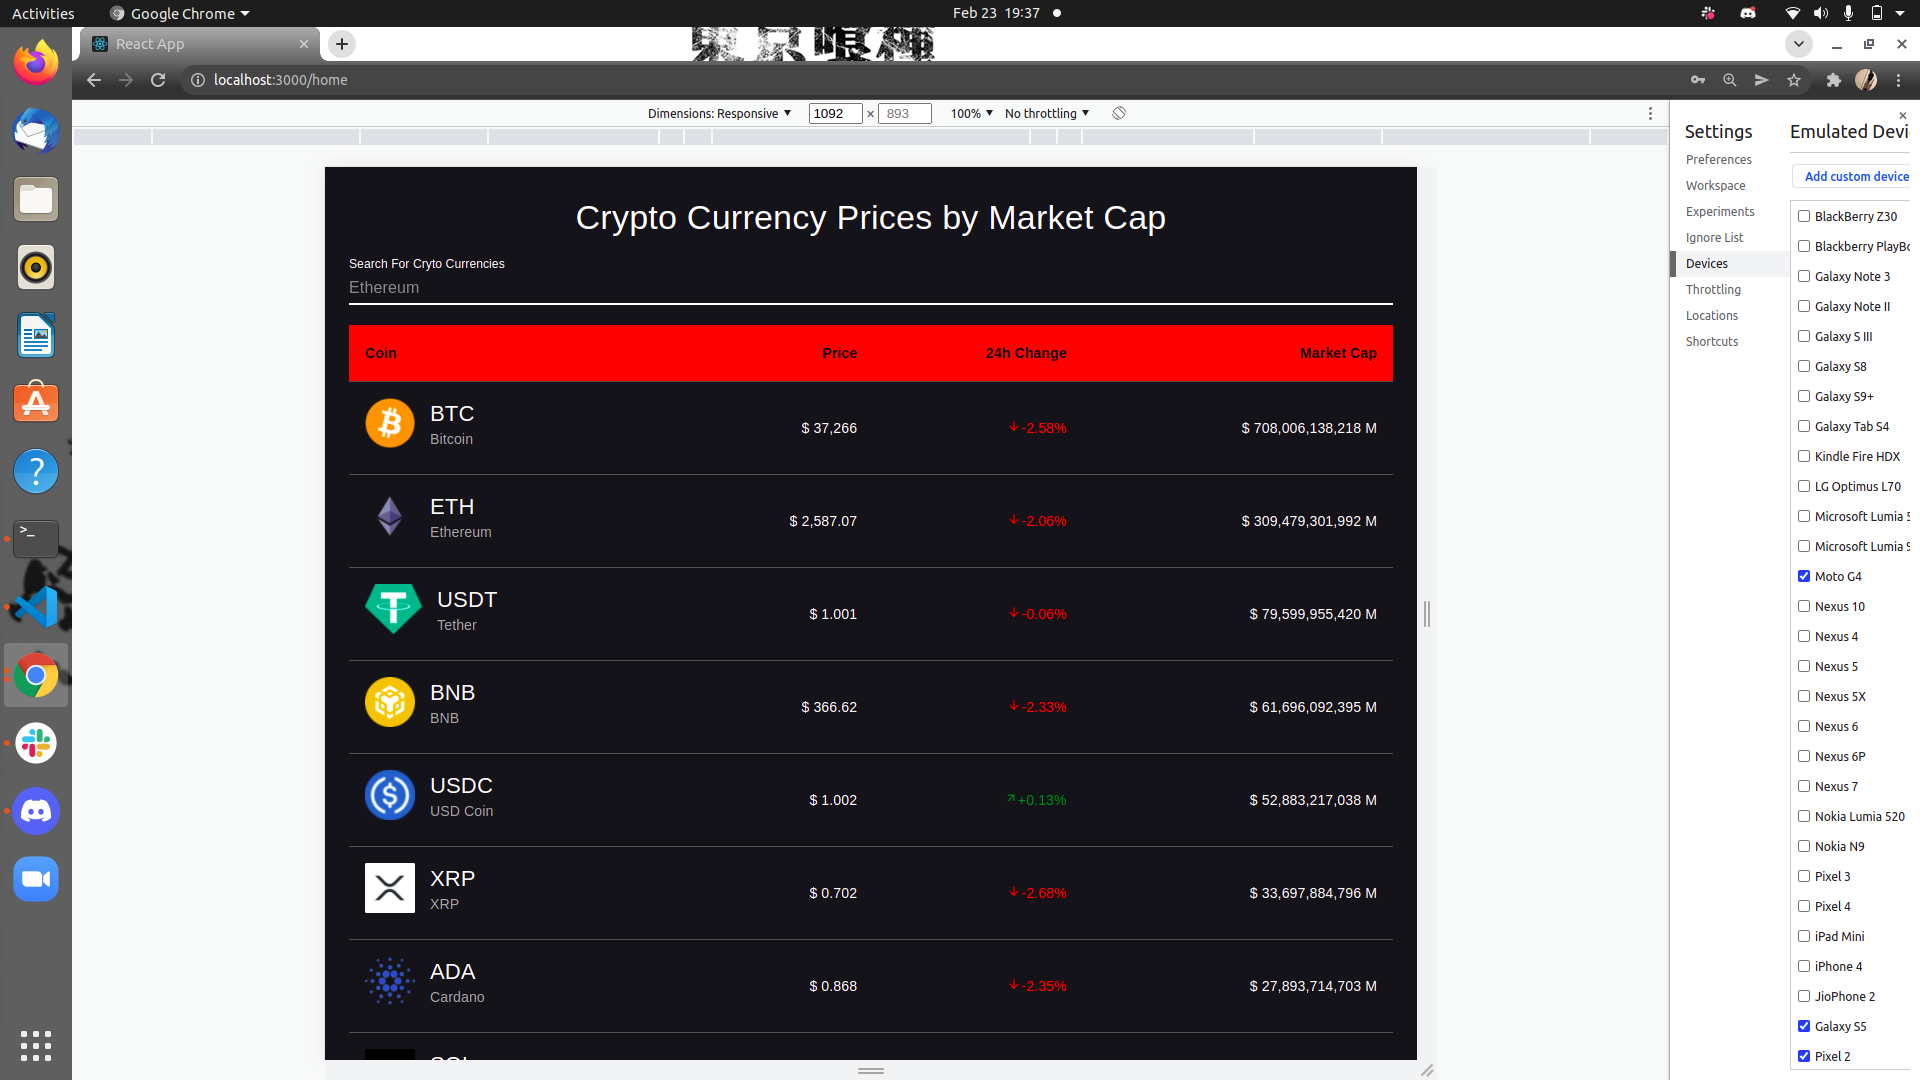 Activities
Google Chrome
Feb 23 19:37
React App
localhost:3000/home
Dimensions: Responsive
1092
×
893
100%
No throttling
Crypto Currency Prices by Market Cap
Search For Cryto Currencies
Ethereum
Coin Price 24h Change Market Cap
BTC
Bitcoin
$ 37,266
-2.58%
$ 708,006,138,218 M
ETH
Ethereum
$ 2,587.07
-2.06%
$ 309,479,301,992 M
USDT
Tether
$ 1.001
-0.06%
$ 79,599,955,420 M
BNB
BNB
$ 366.62
-2.33%
$ 61,696,092,395 M
USDC
USD Coin
$ 1.002
+0.13%
$ 52,883,217,038 M
XRP
XRP
$ 0.702
-2.68%
$ 33,697,884,796 M
ADA
Cardano
$ 0.868
-2.35%
$ 27,893,714,703 M
Settings
Preferences
Workspace
Experiments
Ignore List
Devices
Throttling
Locations
Shortcuts
Emulated Devi
Add custom device
BlackBerry Z30
Blackberry PlayBo
Galaxy Note 3
Galaxy Note II
Galaxy S III
Galaxy S8
Galaxy S9+
Galaxy Tab S4
Kindle Fire HDX
LG Optimus L70
Microsoft Lumia 5
Microsoft Lumia 9
Moto G4
Nexus 10
Nexus 4
Nexus 5
Nexus 5X
Nexus 6
Nexus 6P
Nexus 7
Nokia Lumia 520
Nokia N9
Pixel 3
Pixel 4
iPad Mini
iPhone 4
JioPhone 2
Galaxy S5
Pixel 2